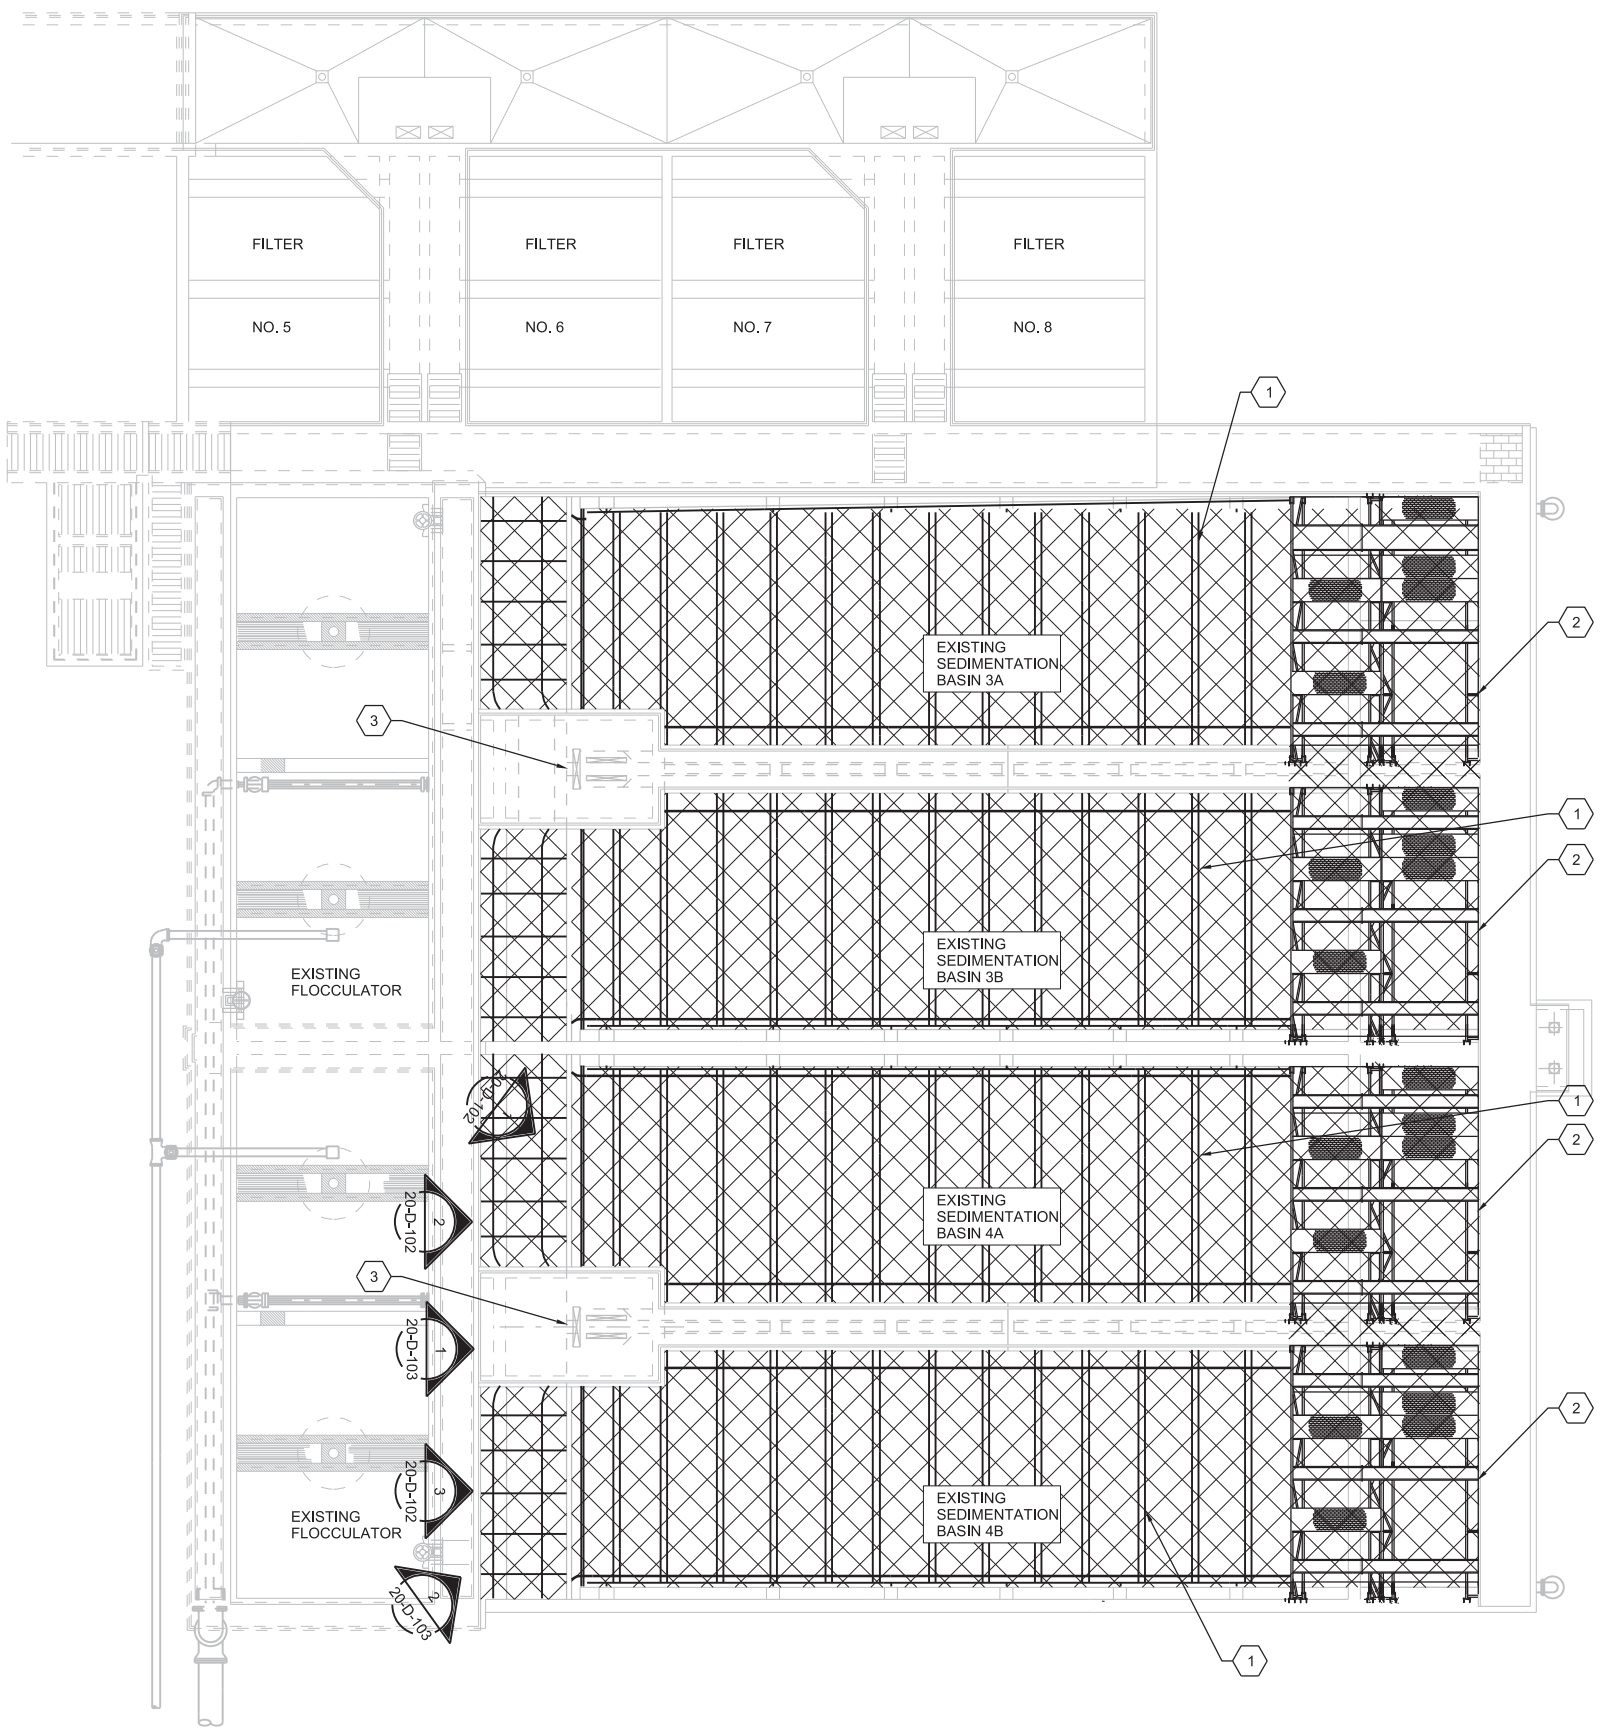 FILTER
FILTER
FILTER
FILTER
NO. 5
NO. 6
NO. 7
NO. 8
1
2
EXISTING
SEDIMENTATION
BASIN 3A
3
1
2
EXISTING
SEDIMENTATION
BASIN 3B
EXISTING
FLOCCULATOR
1
20-D-102
1
2
2
20-D-102
EXISTING
SEDIMENTATION
BASIN 4A
3
1
20-D-103
2
3
20-D-102
EXISTING
SEDIMENTATION
BASIN 4B
EXISTING
FLOCCULATOR
2
20-D-103
1